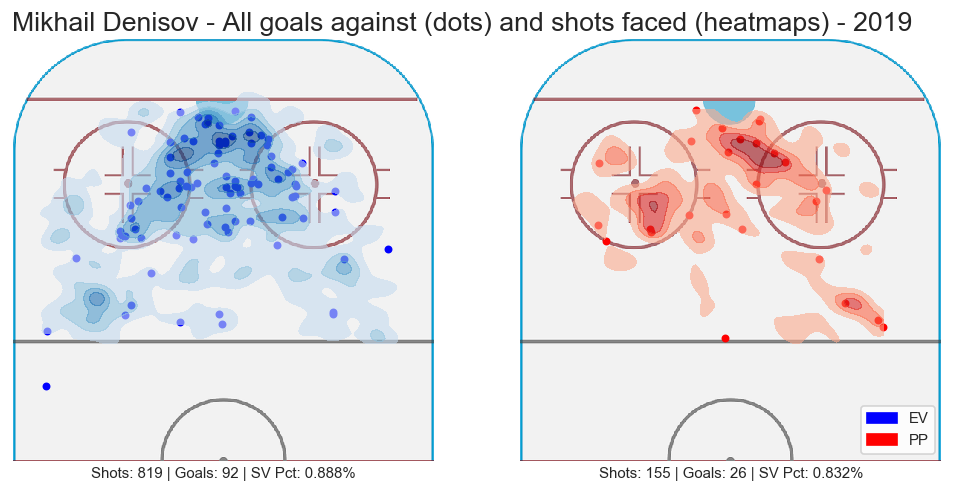 Mikhail Denisov - All goals against (dots) and shots faced (heatmaps) - 2019
EV
PP
Shots: 819 | Goals: 92 | SV Pct: 0.888%
Shots: 155 | Goals: 26 | SV Pct: 0.832%